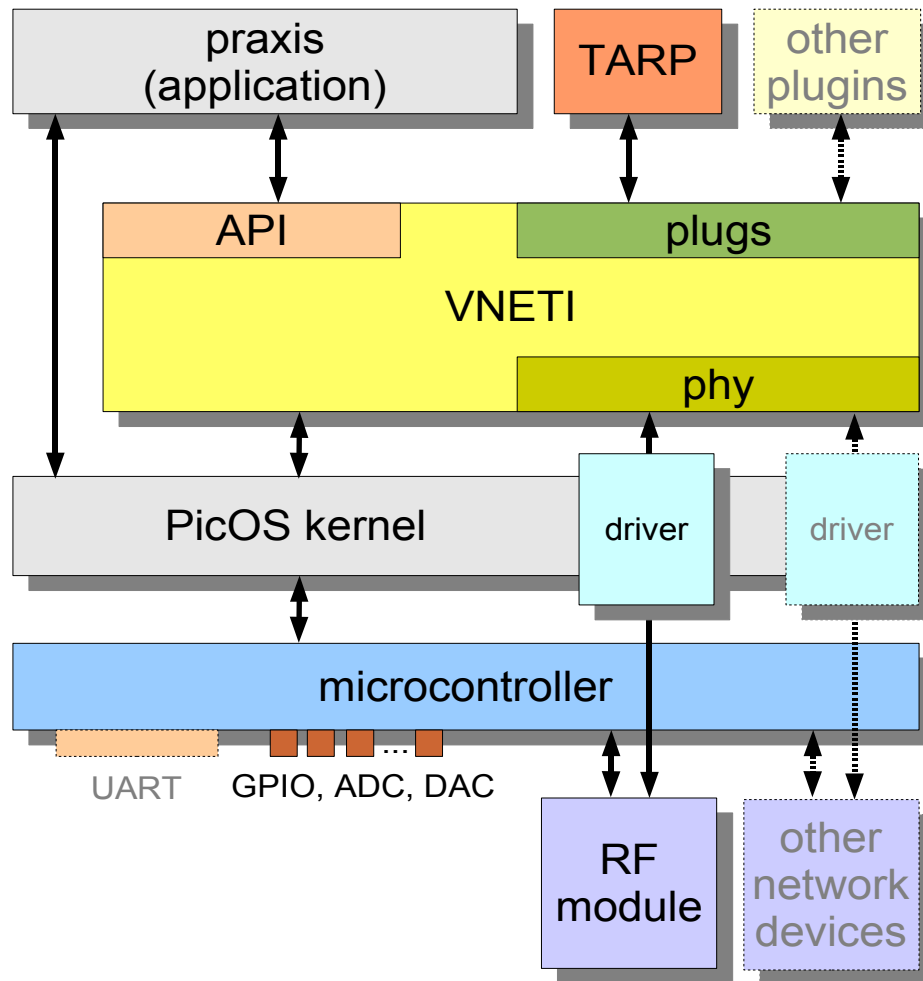 praxis
(application)
TARP
other
plugins
API
plugs
VNETI
phy
PicOS kernel
driver
driver
microcontroller
...
UART
GPIO, ADC, DAC
RF
module
other
network
devices